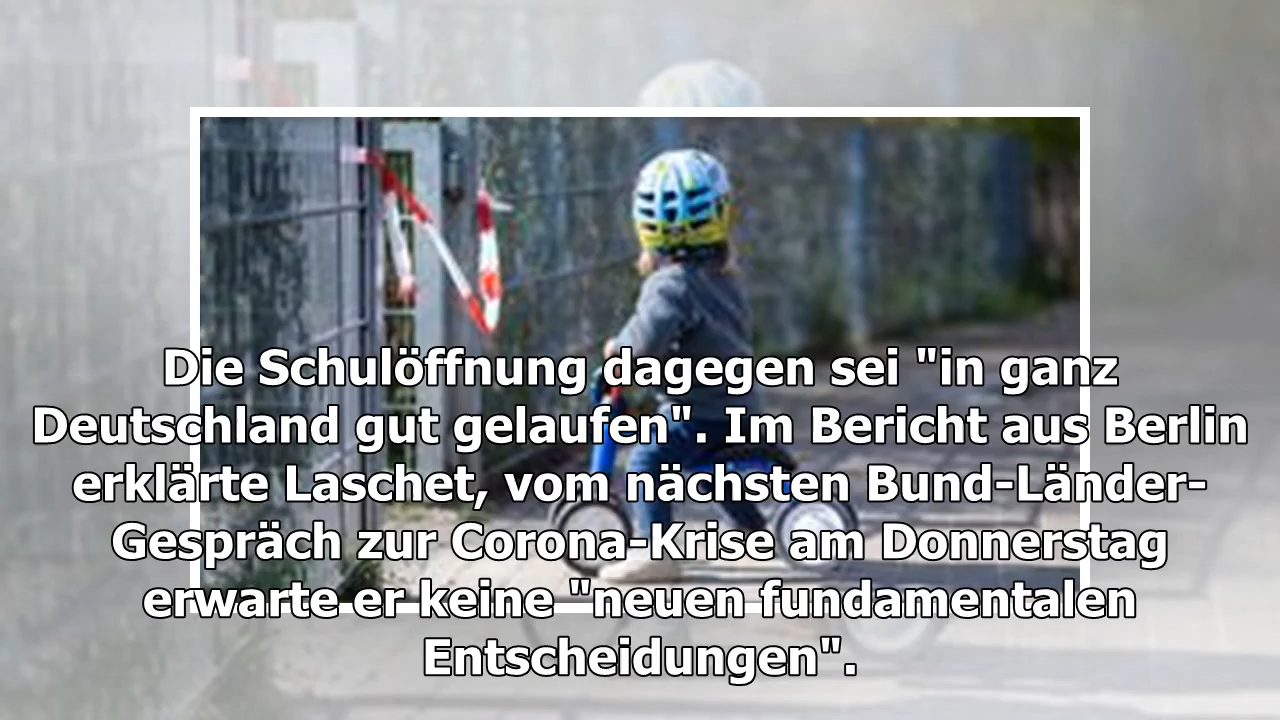 Die Schulöffnung dagegen sei "in ganz
Deutschland gut gelaufen". Im Bericht aus Berlin
erklärte Laschet, vom nächsten Bund-Länder-
Gespräch zur Corona-Krise am Donnerstag
erwarte er keine "neuen fundamentalen
Entscheidungen".